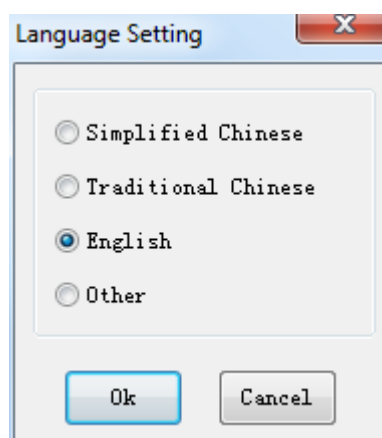 Language Setting
Simplified Chinese
Traditional Chinese
English
Other
Ok
Cancel